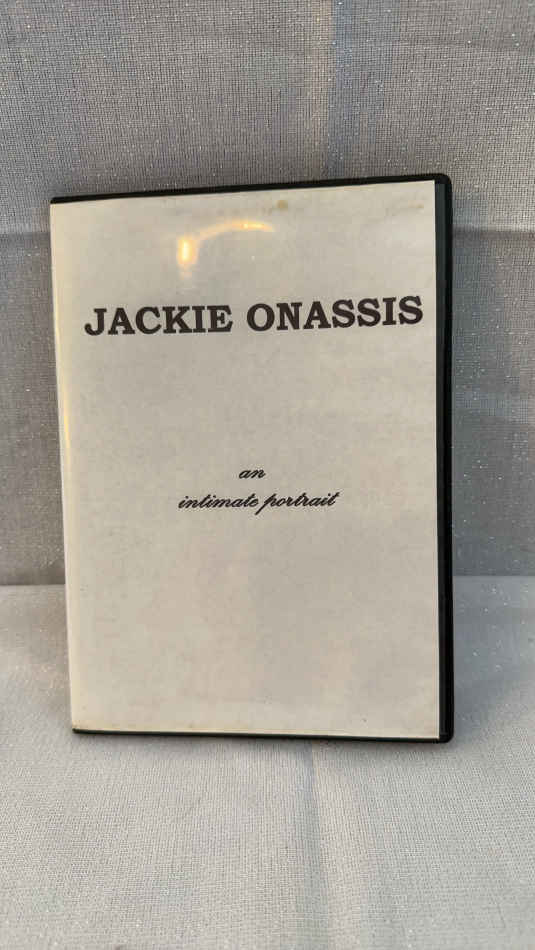 JACKIE ONASSIS
an
intimate portrait